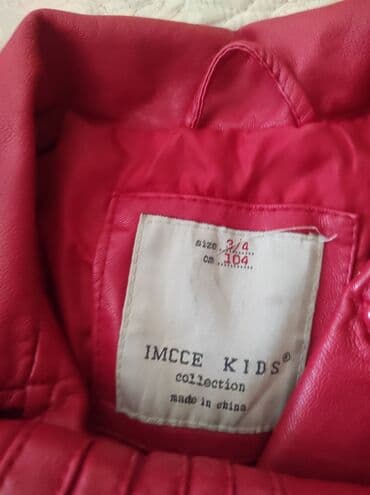 size 3/4
cm 104
IMCCE KIDS®
collection
made in china